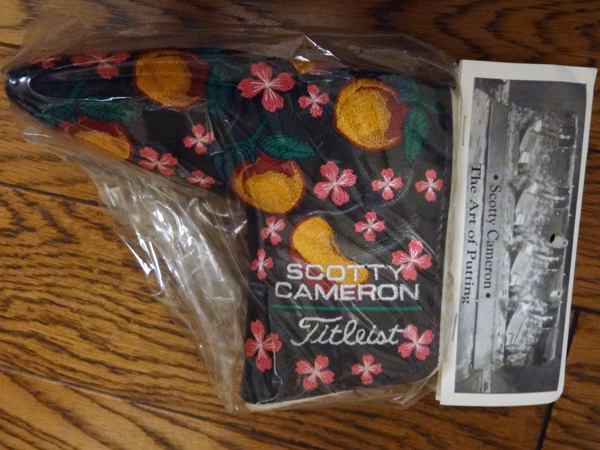 SCOTTY
CAMERON
Titleist
• Scotty Cameron •
The Art of Putting